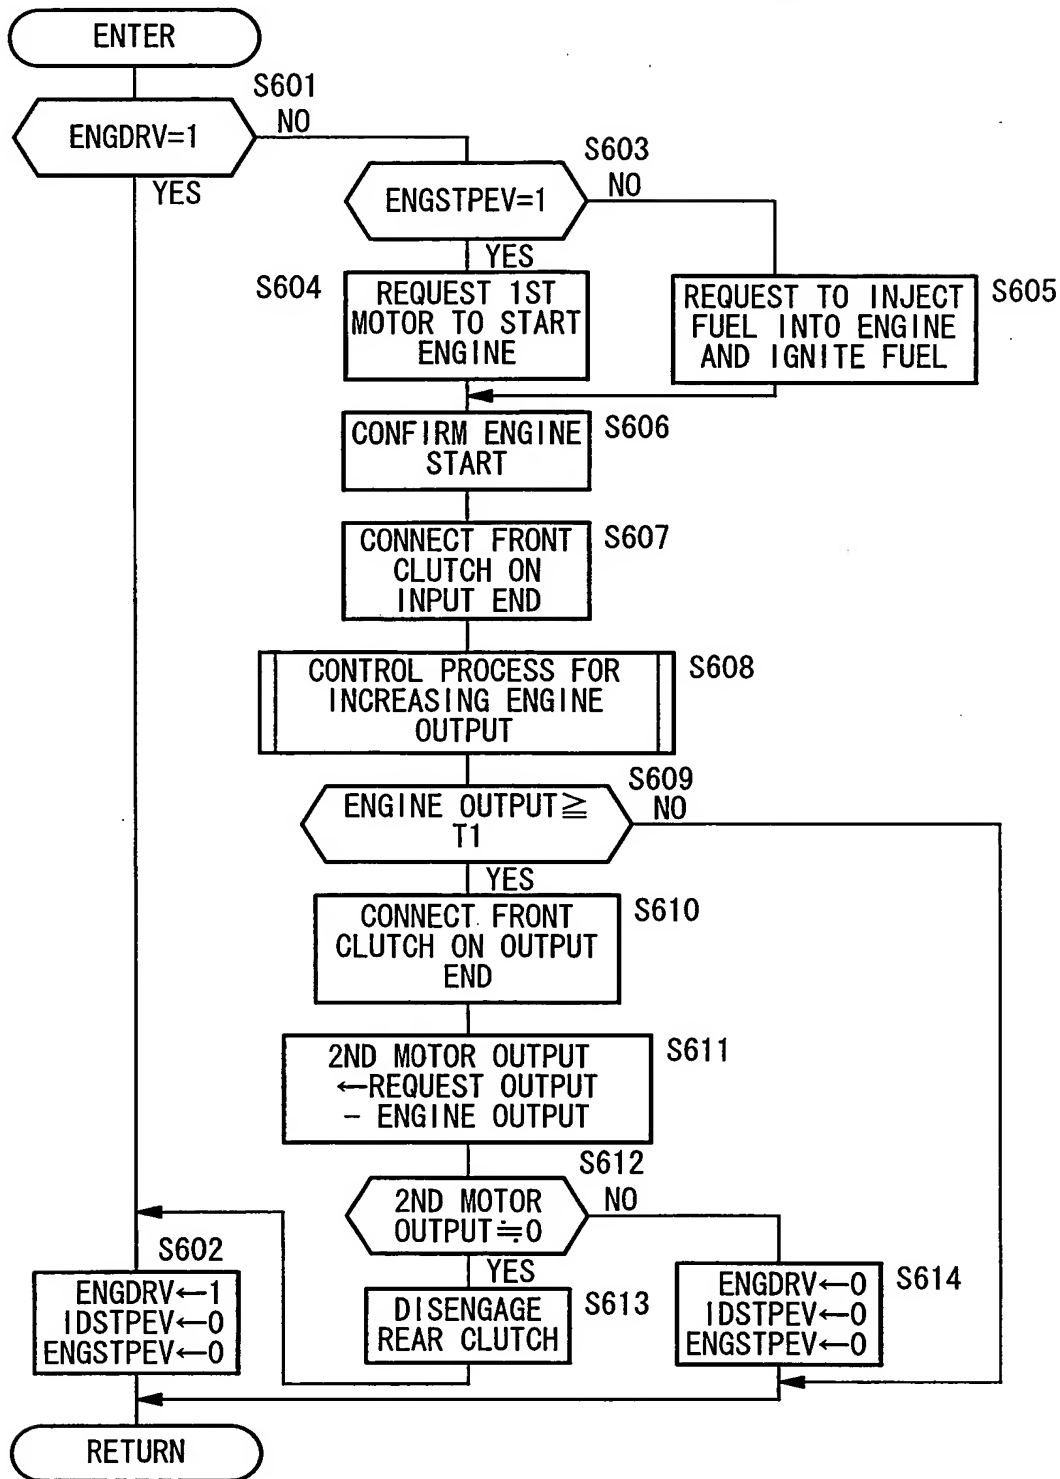 ENTER
S601
ENGDRV=1
NO
YES
S603
ENGSTPEV=1
NO
YES
S604
REQUEST 1ST
MOTOR TO START
ENGINE
REQUEST TO INJECT
FUEL INTO ENGINE
AND IGNITE FUEL
S605
CONFIRM ENGINE
START
S606
CONNECT FRONT
CLUTCH ON
INPUT END
S607
CONTROL PROCESS FOR
INCREASING ENGINE
OUTPUT
S608
S609
ENGINE OUTPUT≧
T1
NO
YES
CONNECT FRONT
CLUTCH ON OUTPUT
END
S610
2ND MOTOR OUTPUT
←REQUEST OUTPUT
- ENGINE OUTPUT
S611
S612
2ND MOTOR
OUTPUT≒0
NO
YES
S602
ENGDRV←1
IDSTPEV←0
ENGSTPEV←0
DISENGAGE
REAR CLUTCH
S613
ENGDRV←0
IDSTPEV←0
ENGSTPEV←0
S614
RETURN